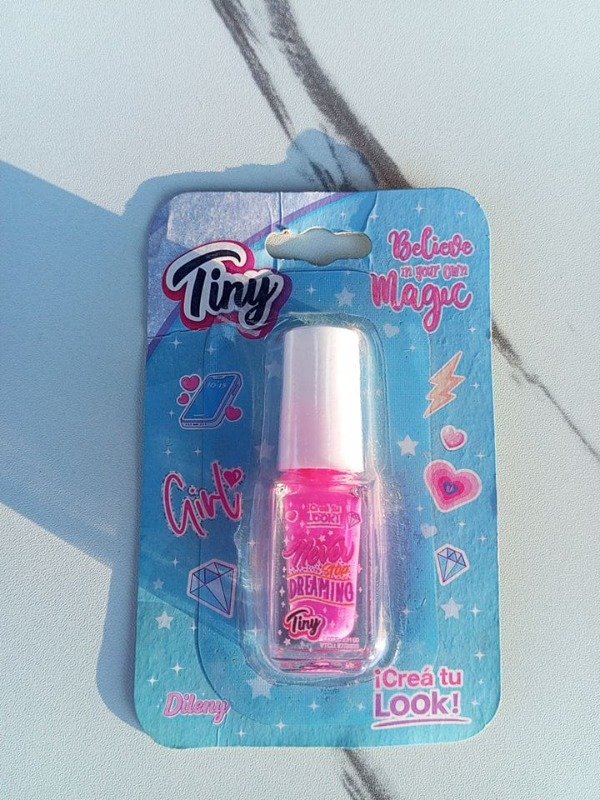 Tiny
Believe
in your own
Magic
Girl
¡Creá tu
LOOK!
Never
Stop
DREAMING
Tiny
Dileny
¡Creá tu
LOOK!